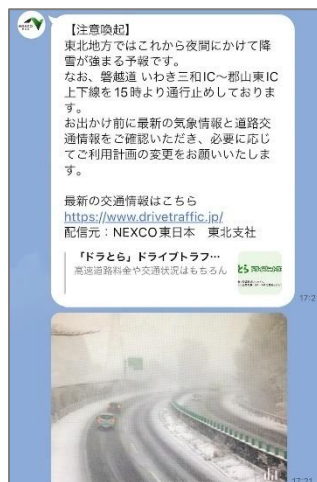 【注意喚起】
東北地方ではこれから夜間にかけて降
雪が強まる予報です。
なお、磐越道 いわき三和IC～郡山東IC
上下線を15時より通行止めしておりま
す。
お出かけ前に最新の気象情報と道路交
通情報をご確認いただき、必要に応じ
てご利用計画の変更をお願いいたしま
す。
最新の交通情報はこちら
https://www.drivetraffic.jp/
配信元：NEXCO東日本　東北支社
「ドラとら」ドライブトラフ…
高速道路料金や交通状況はもちろん
17:21